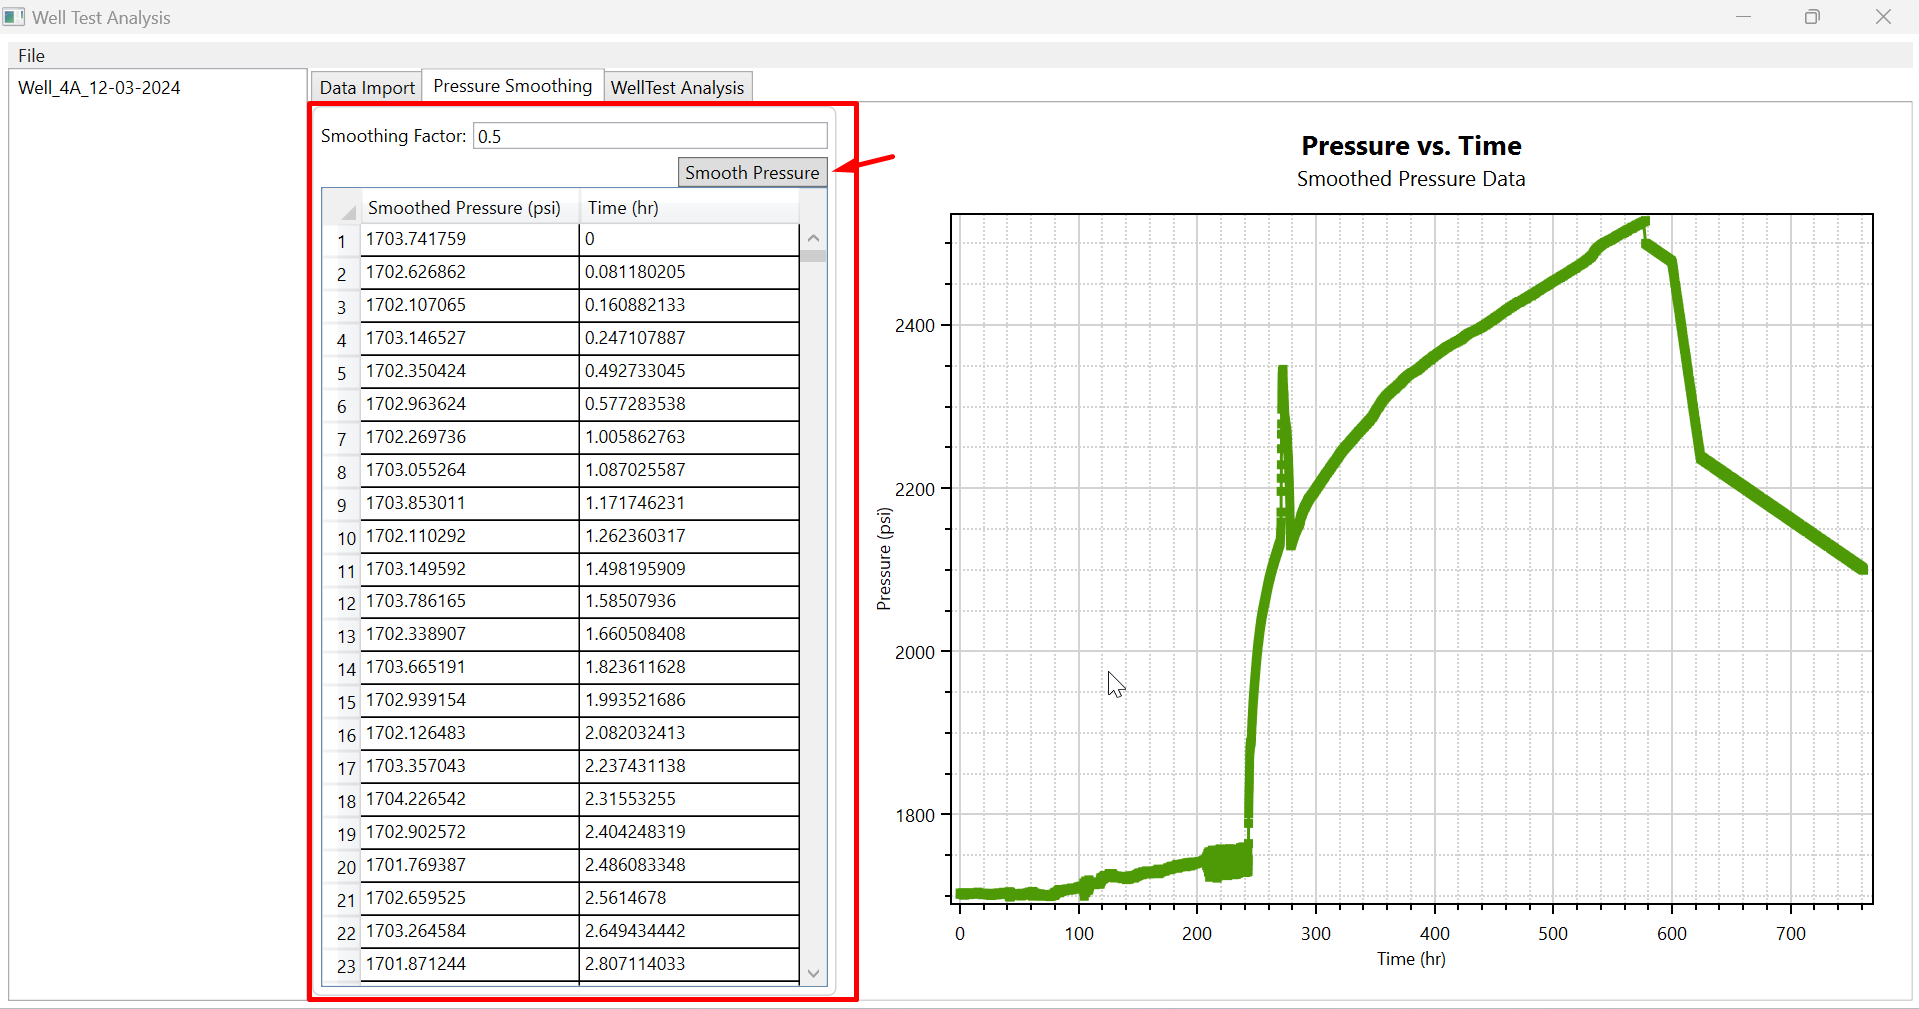 Well Test Analysis
File
Well_4A_12-03-2024
Data Import Pressure Smoothing WellTest Analysis
Smoothing Factor: 0.5
Smooth Pressure
Smoothed Pressure (psi) Time (hr)
1 1703.741759 0
2 1702.626862 0.081180205
3 1702.107065 0.160882133
4 1703.146527 0.247107887
5 1702.350424 0.492733045
6 1702.963624 0.577283538
7 1702.269736 1.005862763
8 1703.055264 1.087025587
9 1703.853011 1.171746231
10 1702.110292 1.262360317
11 1703.149592 1.498195909
12 1703.786165 1.58507936
13 1702.338907 1.660508408
14 1703.665191 1.823611628
15 1702.939154 1.993521686
16 1702.126483 2.082032413
17 1703.357043 2.237431138
18 1704.226542 2.31553255
19 1702.902572 2.404248319
20 1701.769387 2.486083348
21 1702.659525 2.5614678
22 1703.264584 2.649434442
23 1701.871244 2.807114033
Pressure vs. Time
Smoothed Pressure Data
Pressure (psi)
2400
2200
2000
1800
0 100 200 300 400 500 600 700
Time (hr)